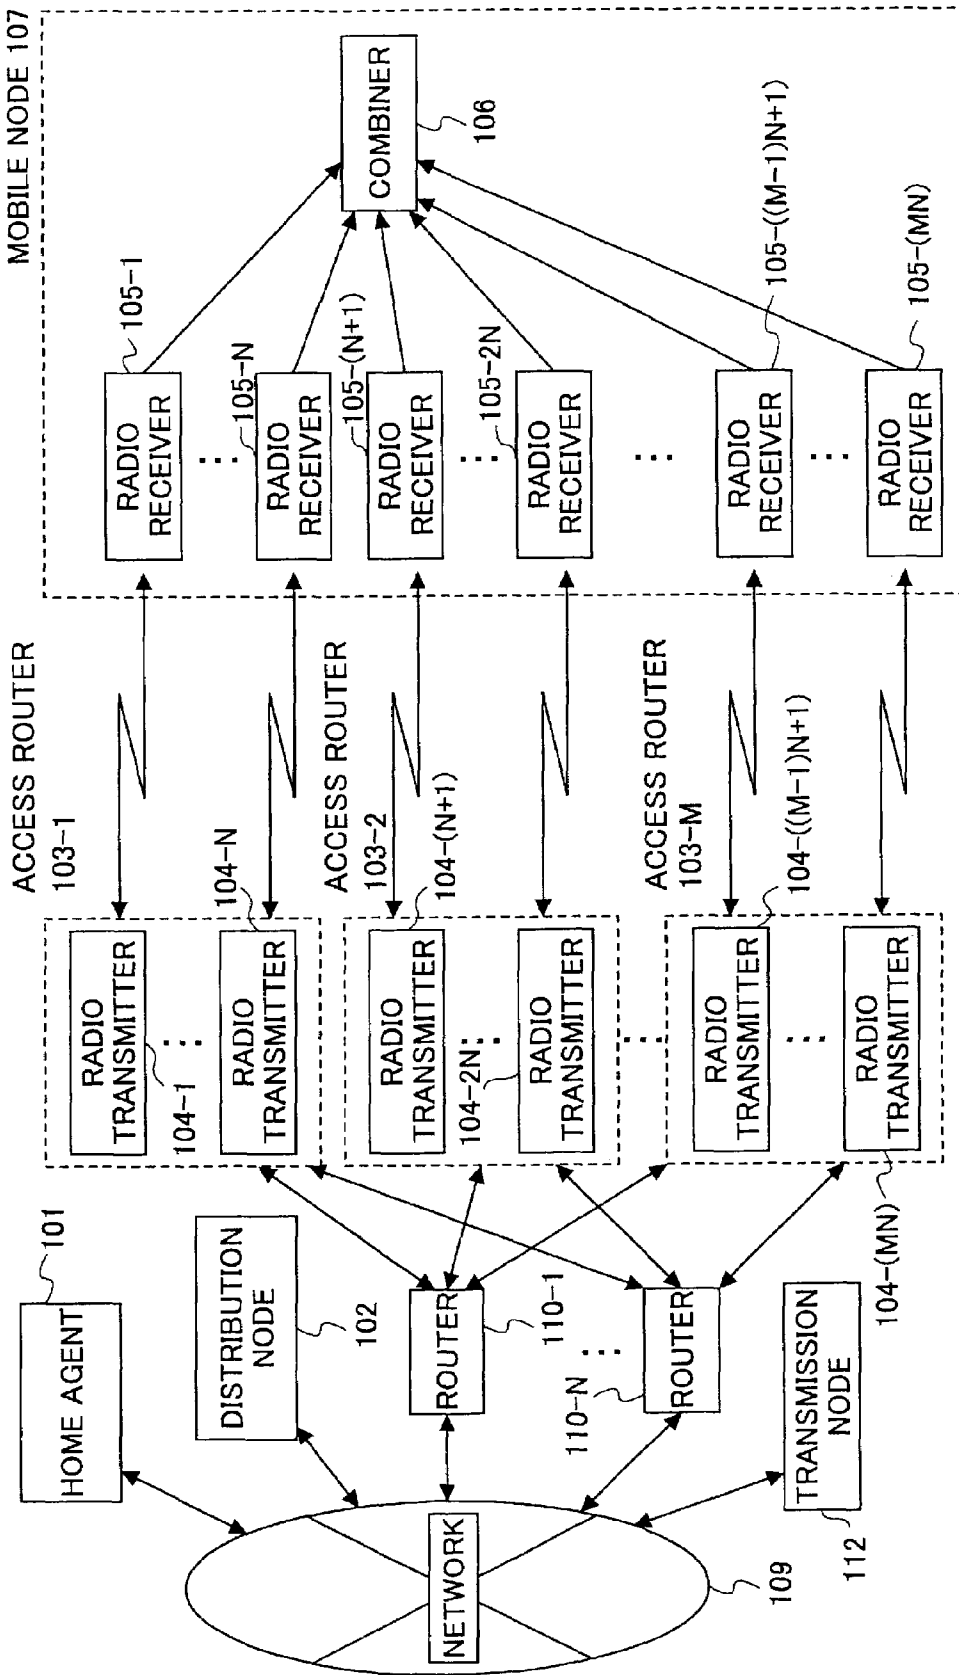 HOME AGENT
101
DISTRIBUTION
NODE
102
NETWORK
109
ROUTER
110-1
ROUTER
110-N
TRANSMISSION
NODE
112
ACCESS ROUTER
103-1
RADIO
TRANSMITTER
104-1
RADIO
TRANSMITTER
104-N
ACCESS ROUTER
103-2
RADIO
TRANSMITTER
104-(N+1)
RADIO
TRANSMITTER
104-2N
ACCESS ROUTER
103-M
RADIO
TRANSMITTER
104-((M-1)N+1)
RADIO
TRANSMITTER
104-(MN)
MOBILE NODE 107
RADIO
RECEIVER
105-1
RADIO
RECEIVER
105-N
RADIO
RECEIVER
105-(N+1)
RADIO
RECEIVER
105-2N
RADIO
RECEIVER
105-((M-1)N+1)
RADIO
RECEIVER
105-(MN)
COMBINER
106